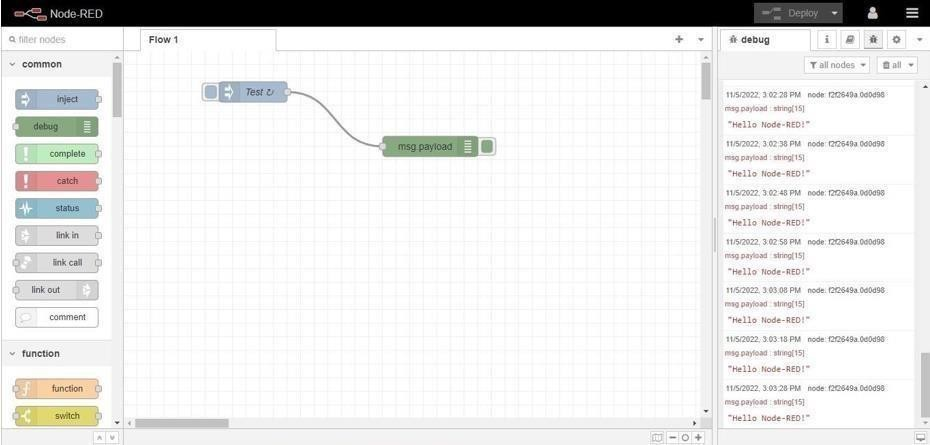 Node-RED
Deploy
filter nodes
Flow 1
debug
i
all nodes
all
common
inject
debug
complete
catch
status
link in
link call
link out
comment
function
function
switch
Test ↻
msg.payload
11/5/2022, 3:02:28 PM node: f2f2649a.0d0d98
msg.payload : string[15]
"Hello Node-RED!"
11/5/2022, 3:02:38 PM node: f2f2649a.0d0d98
msg.payload : string[15]
"Hello Node-RED!"
11/5/2022, 3:02:48 PM node: f2f2649a.0d0d98
msg.payload : string[15]
"Hello Node-RED!"
11/5/2022, 3:02:58 PM node: f2f2649a.0d0d98
msg.payload : string[15]
"Hello Node-RED!"
11/5/2022, 3:03:08 PM node: f2f2649a.0d0d98
msg.payload : string[15]
"Hello Node-RED!"
11/5/2022, 3:03:18 PM node: f2f2649a.0d0d98
msg.payload : string[15]
"Hello Node-RED!"
11/5/2022, 3:03:28 PM node: f2f2649a.0d0d98
msg.payload : string[15]
"Hello Node-RED!"